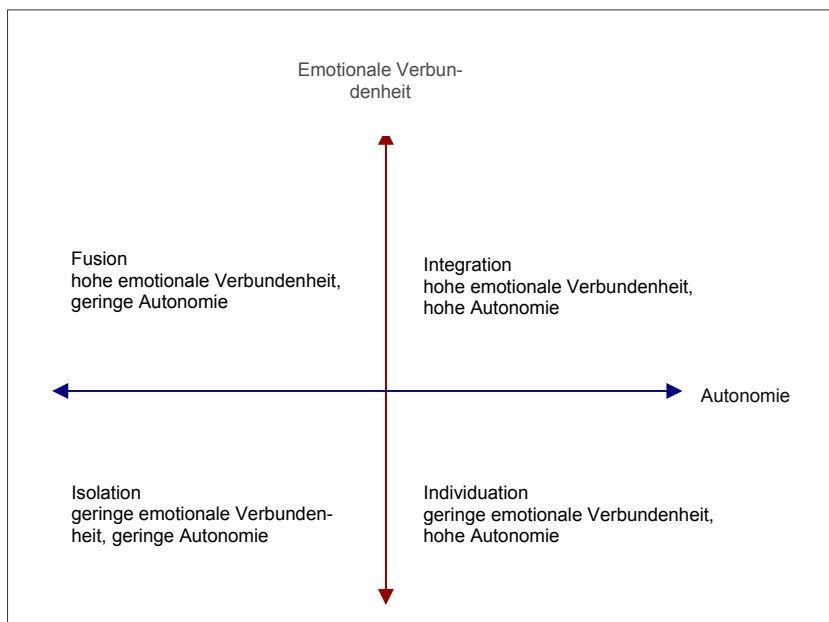 Emotionale Verbun-
denheit
Fusion
hohe emotionale Verbundenheit,
geringe Autonomie
Integration
hohe emotionale Verbundenheit,
hohe Autonomie
Autonomie
Isolation
geringe emotionale Verbunden-
heit, geringe Autonomie
Individuation
geringe emotionale Verbundenheit,
hohe Autonomie